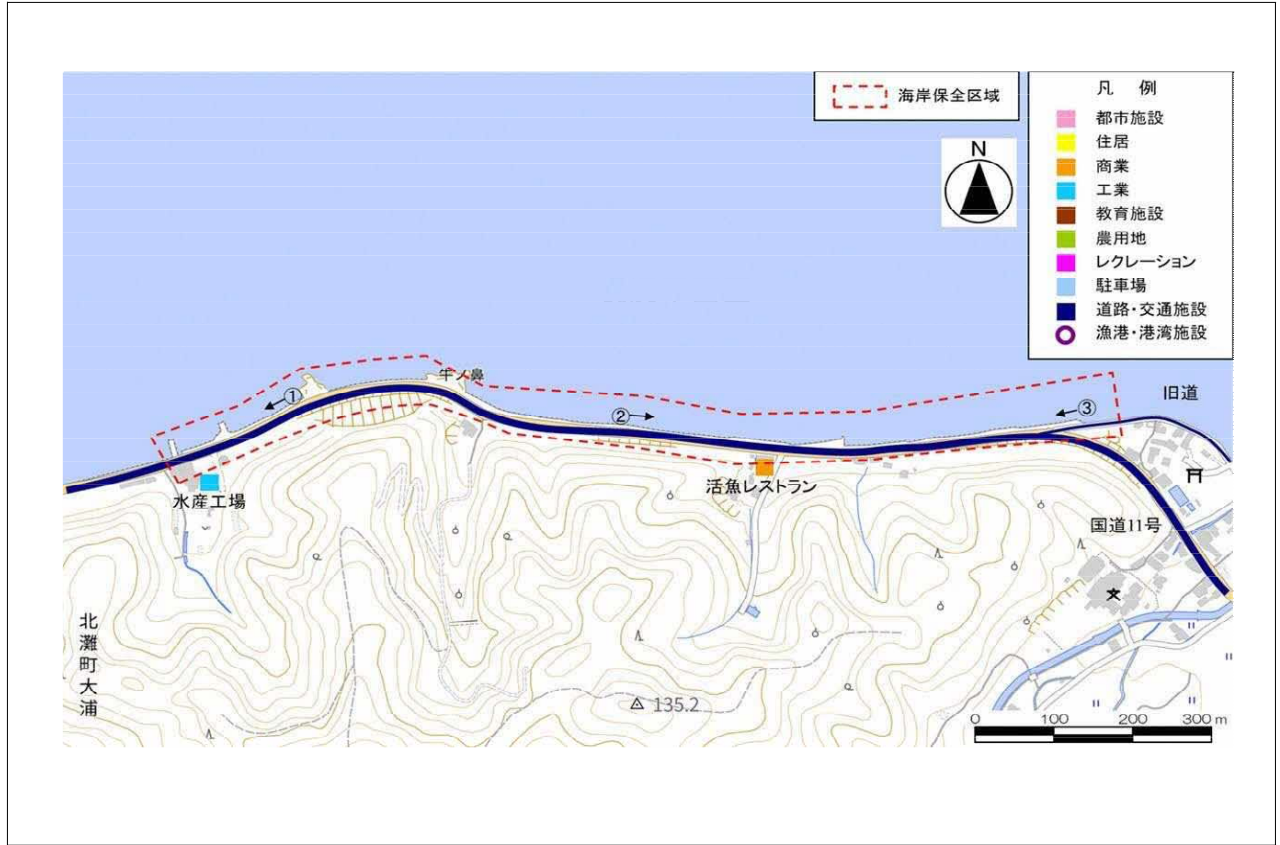 海岸保全区域
凡 例
都市施設
住居
商業
工業
教育施設
農用地
レクレーション
駐車場
道路・交通施設
漁港・港湾施設
N
牛ノ鼻
①
②
③
旧道
水産工場
活魚レストラン
国道11号
北灘町大浦
135.2
0 100 200 300 m